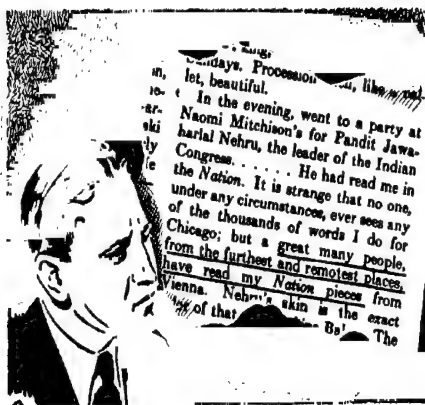 days. Procession like a
let, beautiful.
In the evening, went to a party at
Naomi Mitchison's for Pandit Jawa-
harlal Nehru, the leader of the Indian
Congress. . . . . . He had read me in
the Nation. It is strange that no one,
under any circumstances, ever sees any
of the thousands of words I do for
Chicago; but a great many people,
from the furthest and remotest places,
have read my Nation pieces from
Vienna. Nehru's skin is the exact
of that The